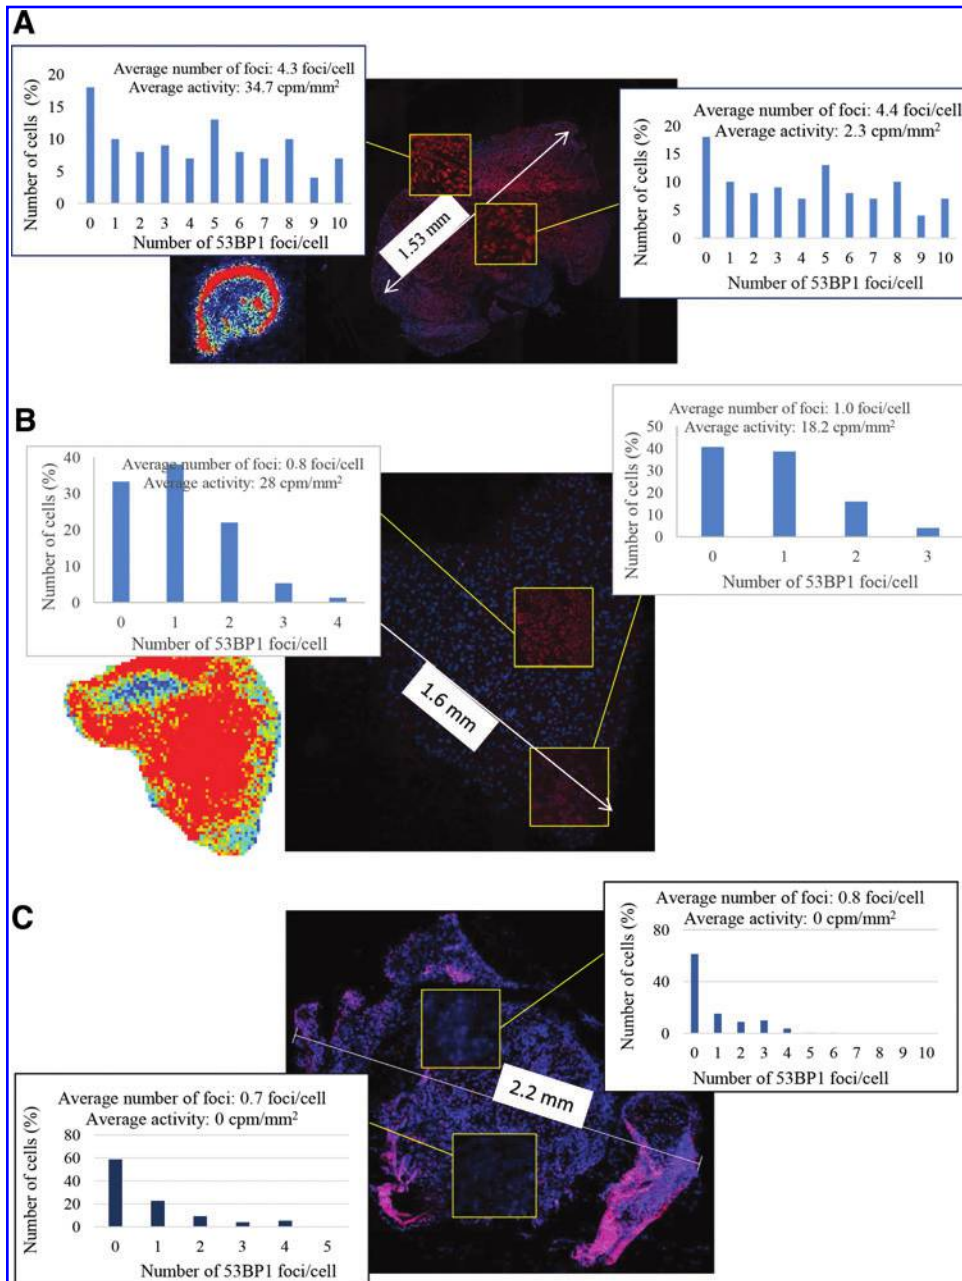 A
Average number of foci: 4.3 foci/cell
Average activity: 34.7 cpm/mm²
Number of cells (%)
20
15
10
5
0
0 1 2 3 4 5 6 7 8 9 10
Number of 53BP1 foci/cell
1.53 mm
Average number of foci: 4.4 foci/cell
Average activity: 2.3 cpm/mm²
Number of cells (%)
20
15
10
5
0
0 1 2 3 4 5 6 7 8 9 10
Number of 53BP1 foci/cell
B
Average number of foci: 0.8 foci/cell
Average activity: 28 cpm/mm²
Number of cells (%)
40
30
20
10
0
0 1 2 3 4
Number of 53BP1 foci/cell
1.6 mm
Average number of foci: 1.0 foci/cell
Average activity: 18.2 cpm/mm²
Number of cells (%)
50
40
30
20
10
0
0 1 2 3
Number of 53BP1 foci/cell
C
Average number of foci: 0.8 foci/cell
Average activity: 0 cpm/mm²
Number of cells (%)
80
40
0
0 1 2 3 4 5 6 7 8 9 10
Number of 53BP1 foci/cell
2.2 mm
Average number of foci: 0.7 foci/cell
Average activity: 0 cpm/mm²
Number of cells (%)
80
60
40
20
0
0 1 2 3 4 5
Number of 53BP1 foci/cell